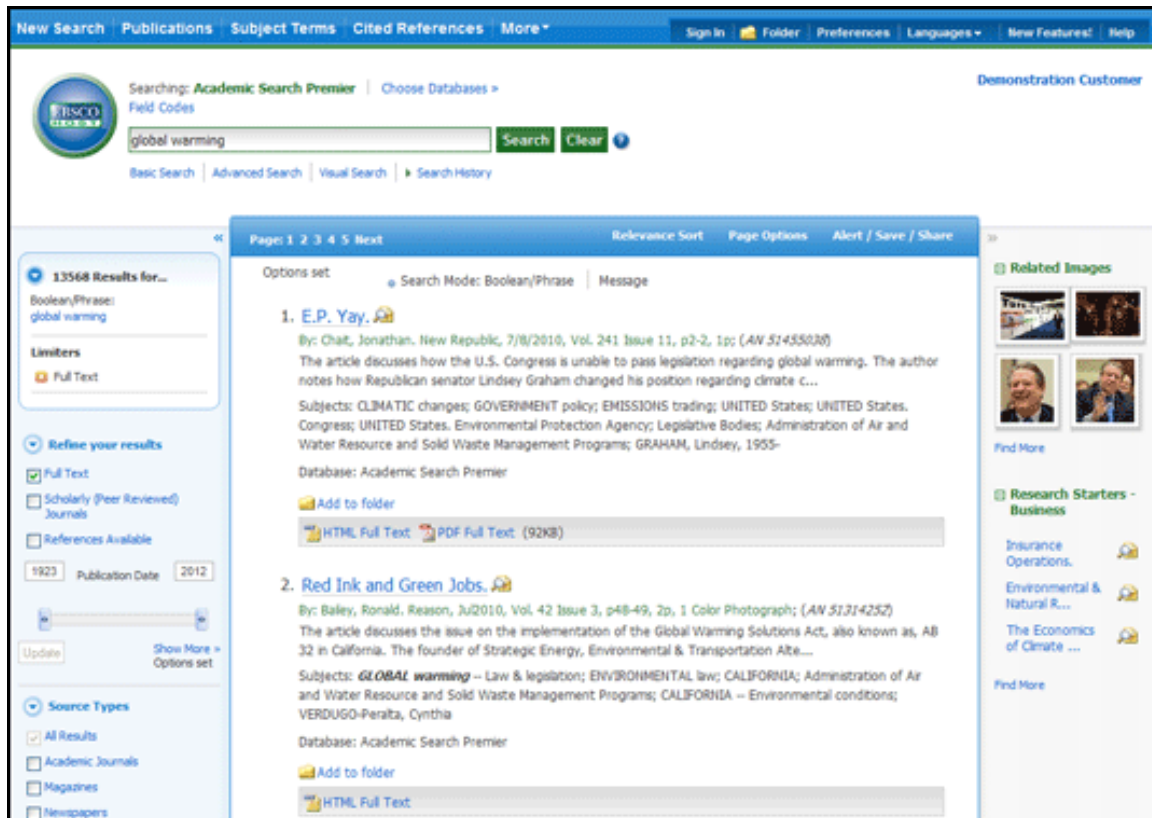 New Search Publications Subject Terms Cited References More
Sign In Folder Preferences Languages New Features! Help
Demonstration Customer
EBSCO
HOST
Searching: Academic Search Premier Choose Databases »
Field Codes
global warming
Search Clear ?
Basic Search Advanced Search Visual Search Search History
«
Page: 1 2 3 4 5 Next
Relevance Sort Page Options Alert / Save / Share
»
13568 Results for...
Boolean/Phrase:
global warming
Limiters
Full Text
Refine your results
Full Text
Scholarly (Peer Reviewed)
Journals
References Available
1923 Publication Date 2012
Update
Show More »
Options set
Source Types
All Results
Academic Journals
Magazines
Newspapers
Options set
Search Mode: Boolean/Phrase Message
1. E.P. Yay.
By: Chait, Jonathan. New Republic, 7/8/2010, Vol. 241 Issue 11, p2-2, 1p; (AN 51455038)
The article discusses how the U.S. Congress is unable to pass legislation regarding global warming. The author
notes how Republican senator Lindsey Graham changed his position regarding climate c...
Subjects: CLIMATIC changes; GOVERNMENT policy; EMISSIONS trading; UNITED States; UNITED States.
Congress; UNITED States. Environmental Protection Agency; Legislative Bodies; Administration of Air and
Water Resource and Solid Waste Management Programs; GRAHAM, Lindsey, 1955-
Database: Academic Search Premier
Add to folder
HTML Full Text PDF Full Text (92KB)
2. Red Ink and Green Jobs.
By: Bailey, Ronald. Reason, Jul2010, Vol. 42 Issue 3, p48-49, 2p, 1 Color Photograph; (AN 51314252)
The article discusses the issue on the implementation of the Global Warming Solutions Act, also known as, AB
32 in California. The founder of Strategic Energy, Environmental & Transportation Alte....
Subjects: GLOBAL warming -- Law & legislation; ENVIRONMENTAL law; CALIFORNIA; Administration of Air
and Water Resource and Solid Waste Management Programs; CALIFORNIA -- Environmental conditions;
VERDUGO-Peralta, Cynthia
Database: Academic Search Premier
Add to folder
HTML Full Text
Related Images
Find More
Research Starters -
Business
Insurance
Operations.
Environmental &
Natural R...
The Economics
of Climate ...
Find More